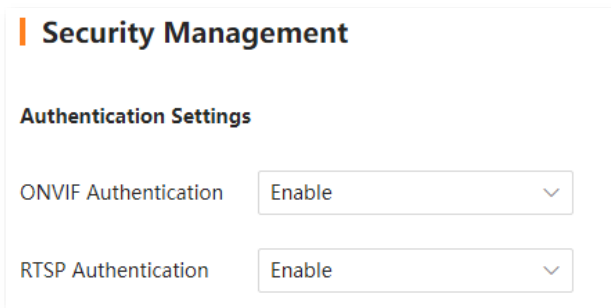 Security Management
Authentication Settings
ONVIF Authentication Enable
RTSP Authentication Enable